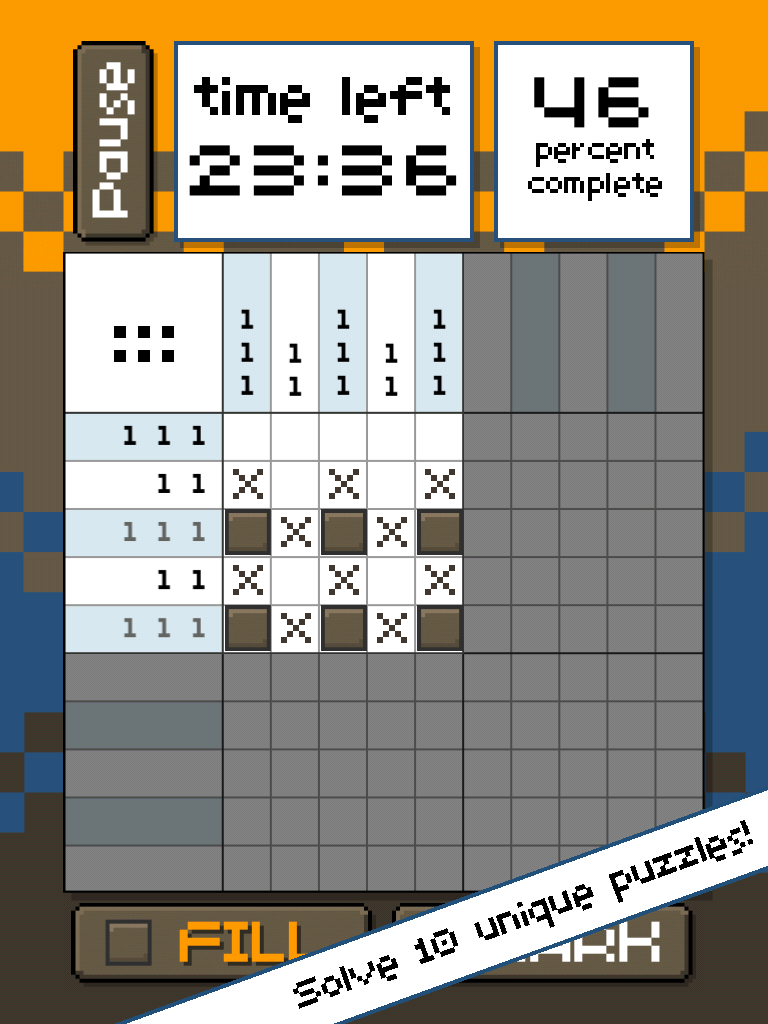 Pause
time left
23:36
46
percent
complete
1 1 1 1 1
1 1 1 1 1
1 1 1
1 1 1
1 1
1 1 1
1 1
1 1 1
FILL
Solve 10 unique puzzles!